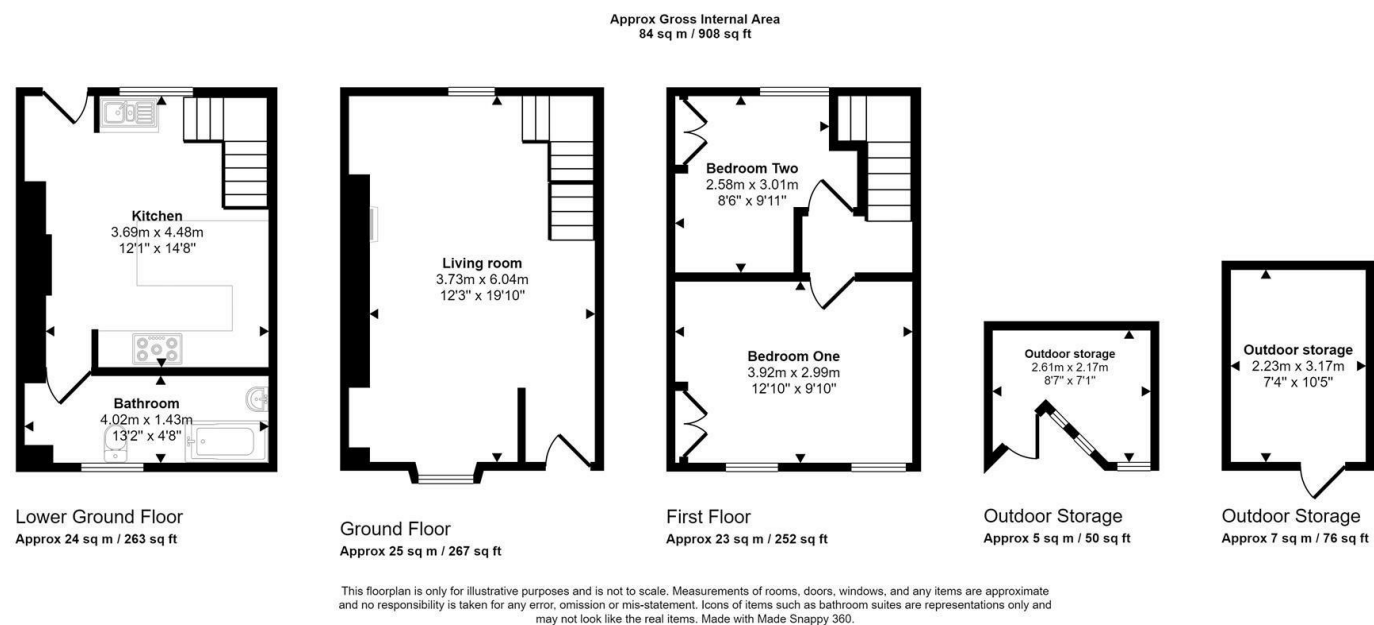 Approx Gross Internal Area
84 sq m / 908 sq ft
Kitchen
3.69m x 4.48m
12'1" x 14'8"
Bathroom
4.02m x 1.43m
13'2" x 4'8"
Lower Ground Floor
Approx 24 sq m / 263 sq ft
Living room
3.73m x 6.04m
12'3" x 19'10"
Ground Floor
Approx 25 sq m / 267 sq ft
Bedroom Two
2.58m x 3.01m
8'6" x 9'11"
Bedroom One
3.92m x 2.99m
12'10" x 9'10"
First Floor
Approx 23 sq m / 252 sq ft
Outdoor storage
2.61m x 2.17m
8'7" x 7'1"
Outdoor Storage
Approx 5 sq m / 50 sq ft
Outdoor storage
2.23m x 3.17m
7'4" x 10'5"
Outdoor Storage
Approx 7 sq m / 76 sq ft
This floorplan is only for illustrative purposes and is not to scale. Measurements of rooms, doors, windows, and any items are approximate
and no responsibility is taken for any error, omission or mis-statement. Icons of items such as bathroom suites are representations only and
may not look like the real items. Made with Made Snappy 360.